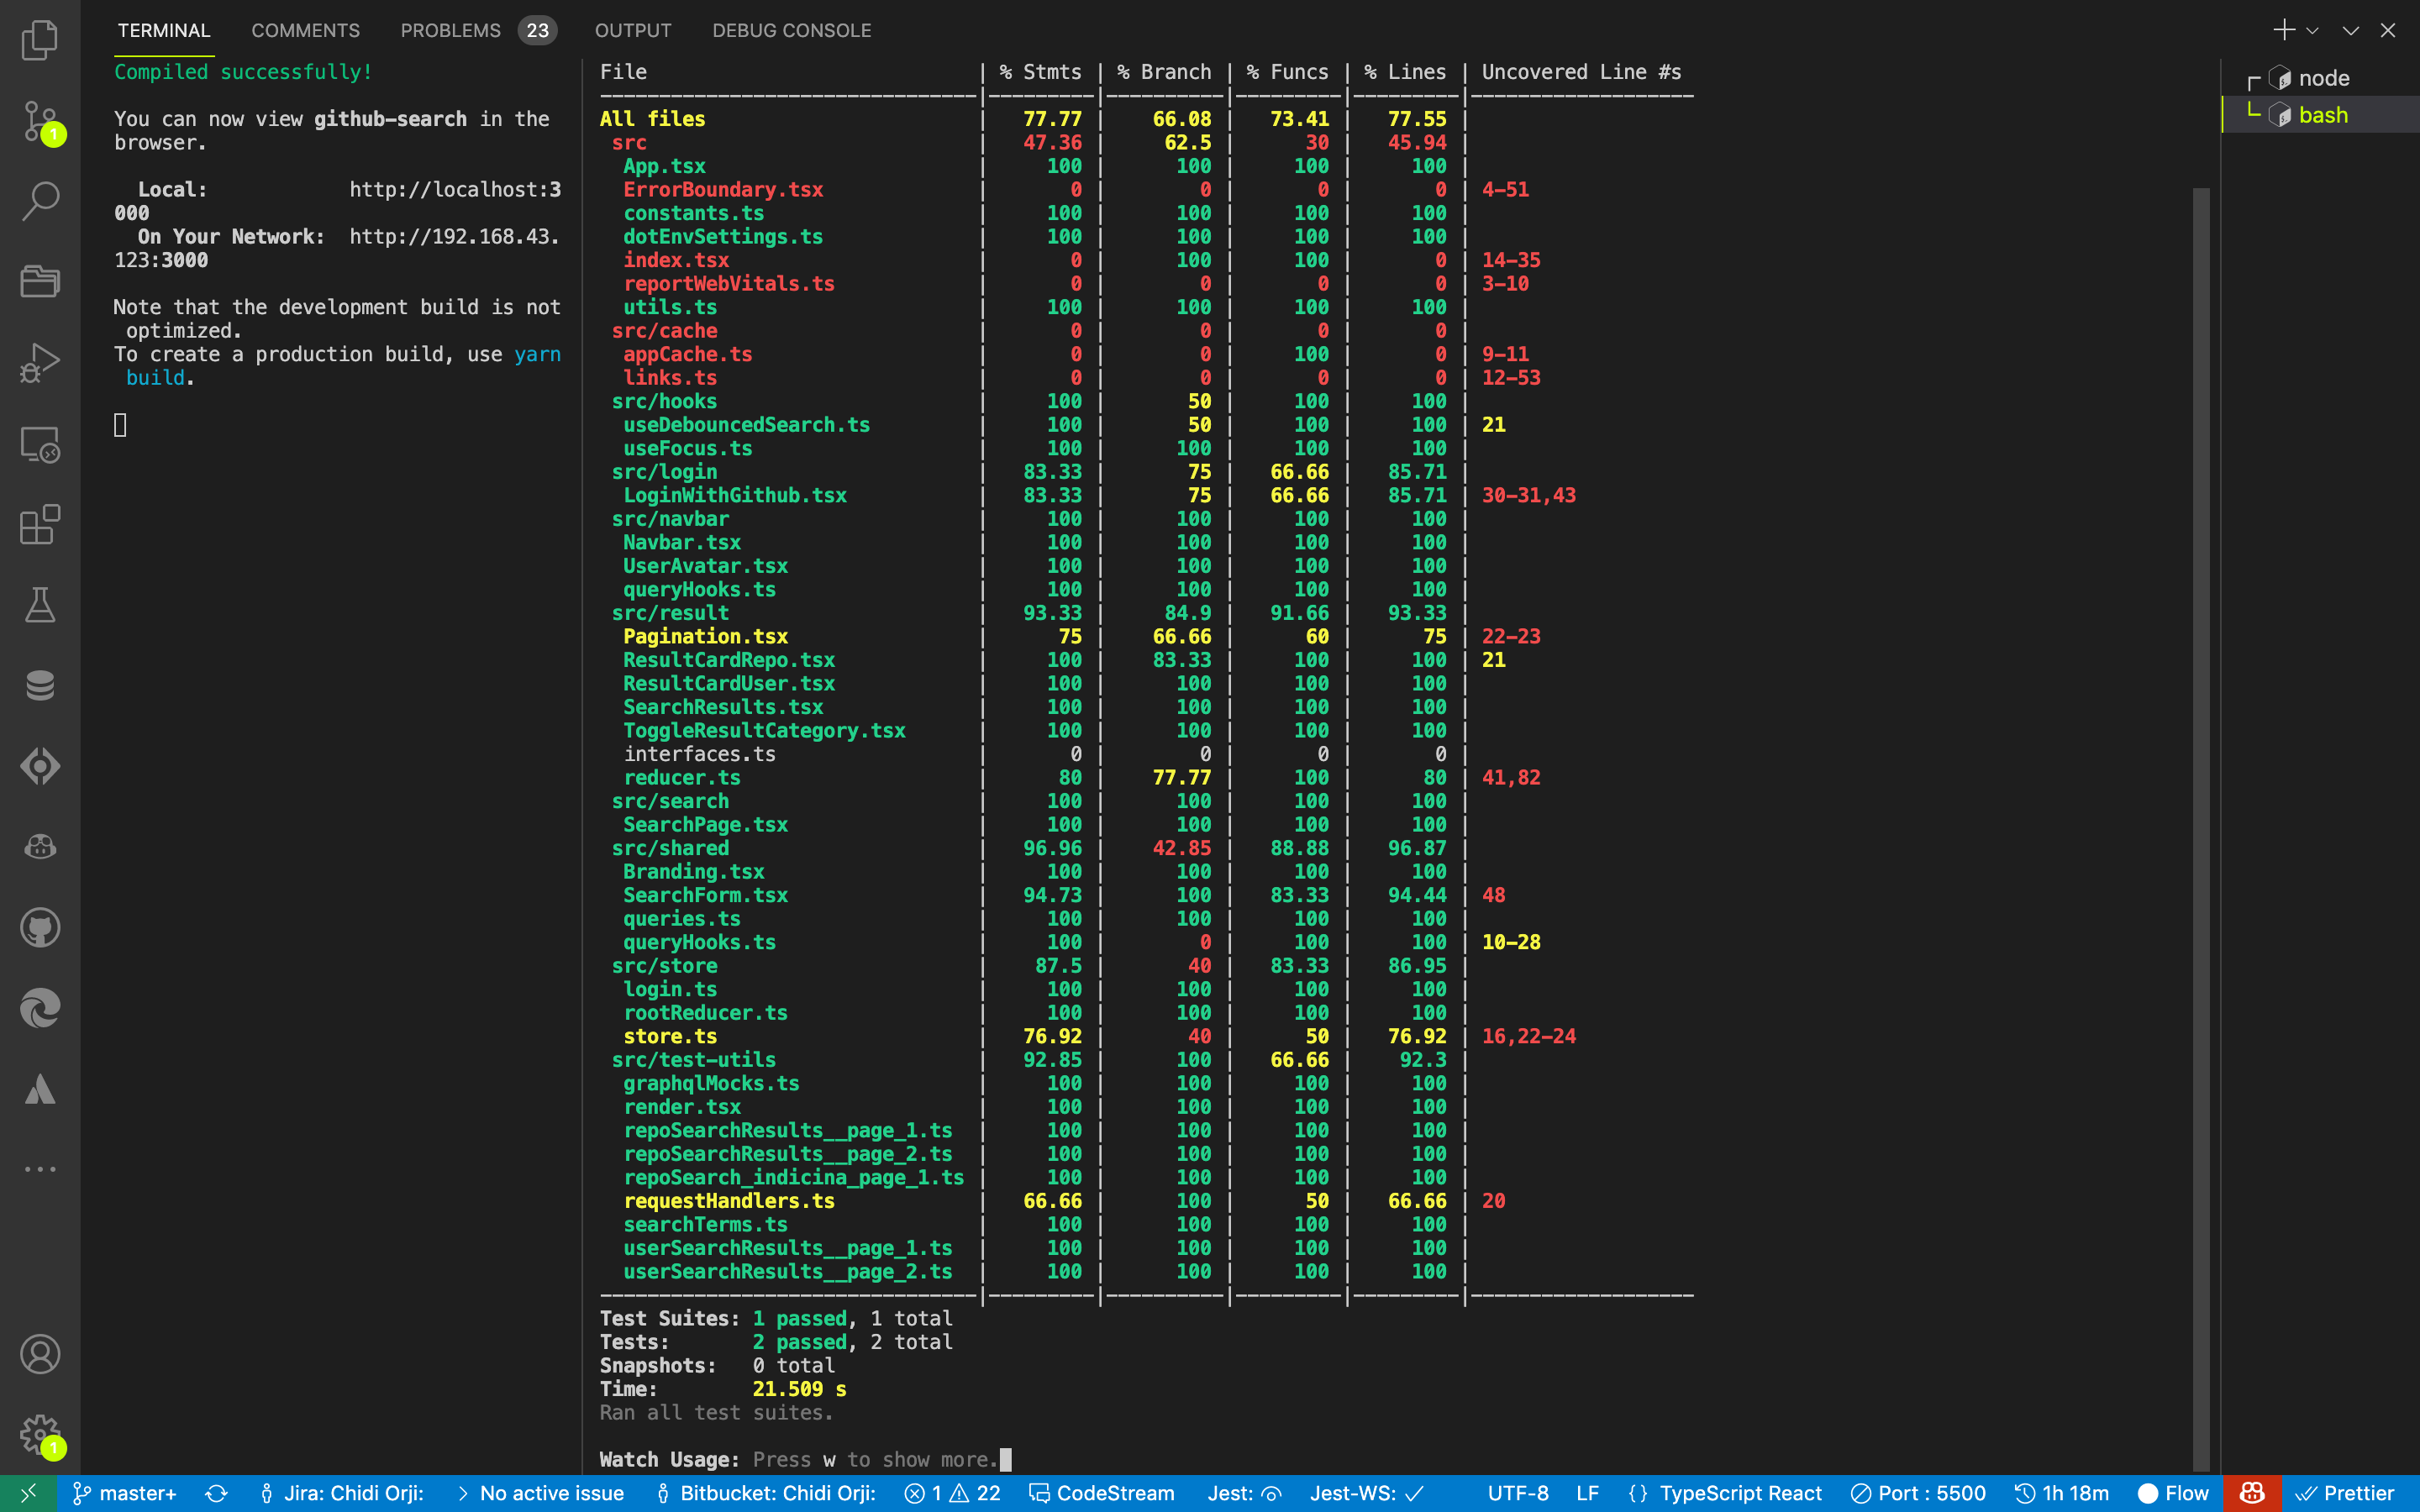 TERMINAL COMMENTS PROBLEMS 23 OUTPUT DEBUG CONSOLE
Compiled successfully!
You can now view github-search in the
browser.
Local: http://localhost:3
000
On Your Network: http://192.168.43.
123:3000
Note that the development build is not
optimized.
To create a production build, use yarn
build.
File | % Stmts | % Branch | % Funcs | % Lines | Uncovered Line #s
All files | 77.77 | 66.08 | 73.41 | 77.55 |
src | 47.36 | 62.5 | 30 | 45.94 |
App.tsx | 100 | 100 | 100 | 100 |
ErrorBoundary.tsx | 0 | 0 | 0 | 0 | 4-51
constants.ts | 100 | 100 | 100 | 100 |
dotEnvSettings.ts | 100 | 100 | 100 | 100 |
index.tsx | 0 | 100 | 100 | 0 | 14-35
reportWebVitals.ts | 0 | 0 | 0 | 0 | 3-10
utils.ts | 100 | 100 | 100 | 100 |
src/cache | 0 | 0 | 0 | 0 |
appCache.ts | 0 | 0 | 100 | 0 | 9-11
links.ts | 0 | 0 | 0 | 0 | 12-53
src/hooks | 100 | 50 | 100 | 100 |
useDebouncedSearch.ts | 100 | 50 | 100 | 100 | 21
useFocus.ts | 100 | 100 | 100 | 100 |
src/login | 83.33 | 75 | 66.66 | 85.71 |
LoginWithGithub.tsx | 83.33 | 75 | 66.66 | 85.71 | 30-31,43
src/navbar | 100 | 100 | 100 | 100 |
Navbar.tsx | 100 | 100 | 100 | 100 |
UserAvatar.tsx | 100 | 100 | 100 | 100 |
queryHooks.ts | 100 | 100 | 100 | 100 |
src/result | 93.33 | 84.9 | 91.66 | 93.33 |
Pagination.tsx | 75 | 66.66 | 60 | 75 | 22-23
ResultCardRepo.tsx | 100 | 83.33 | 100 | 100 | 21
ResultCardUser.tsx | 100 | 100 | 100 | 100 |
SearchResults.tsx | 100 | 100 | 100 | 100 |
ToggleResultCategory.tsx | 100 | 100 | 100 | 100 |
interfaces.ts | 0 | 0 | 0 | 0 |
reducer.ts | 80 | 77.77 | 100 | 80 | 41,82
src/search | 100 | 100 | 100 | 100 |
SearchPage.tsx | 100 | 100 | 100 | 100 |
src/shared | 96.96 | 42.85 | 88.88 | 96.87 |
Branding.tsx | 100 | 100 | 100 | 100 |
SearchForm.tsx | 94.73 | 100 | 83.33 | 94.44 | 48
queries.ts | 100 | 100 | 100 | 100 |
queryHooks.ts | 100 | 0 | 100 | 100 | 10-28
src/store | 87.5 | 40 | 83.33 | 86.95 |
login.ts | 100 | 100 | 100 | 100 |
rootReducer.ts | 100 | 100 | 100 | 100 |
store.ts | 76.92 | 40 | 50 | 76.92 | 16,22-24
src/test-utils | 92.85 | 100 | 66.66 | 92.3 |
graphqlMocks.ts | 100 | 100 | 100 | 100 |
render.tsx | 100 | 100 | 100 | 100 |
repoSearchResults__page_1.ts | 100 | 100 | 100 | 100 |
repoSearchResults__page_2.ts | 100 | 100 | 100 | 100 |
repoSearch_indicina_page_1.ts | 100 | 100 | 100 | 100 |
requestHandlers.ts | 66.66 | 100 | 50 | 66.66 | 20
searchTerms.ts | 100 | 100 | 100 | 100 |
userSearchResults__page_1.ts | 100 | 100 | 100 | 100 |
userSearchResults__page_2.ts | 100 | 100 | 100 | 100 |
Test Suites: 1 passed, 1 total
Tests: 2 passed, 2 total
Snapshots: 0 total
Time: 21.509 s
Ran all test suites.
Watch Usage: Press w to show more.
node
bash
1
1
master+ Jira: Chidi Orji: No active issue Bitbucket: Chidi Orji: 1 22 CodeStream Jest: Jest-WS: UTF-8 LF {} TypeScript React Port : 5500 1h 18m Flow Prettier